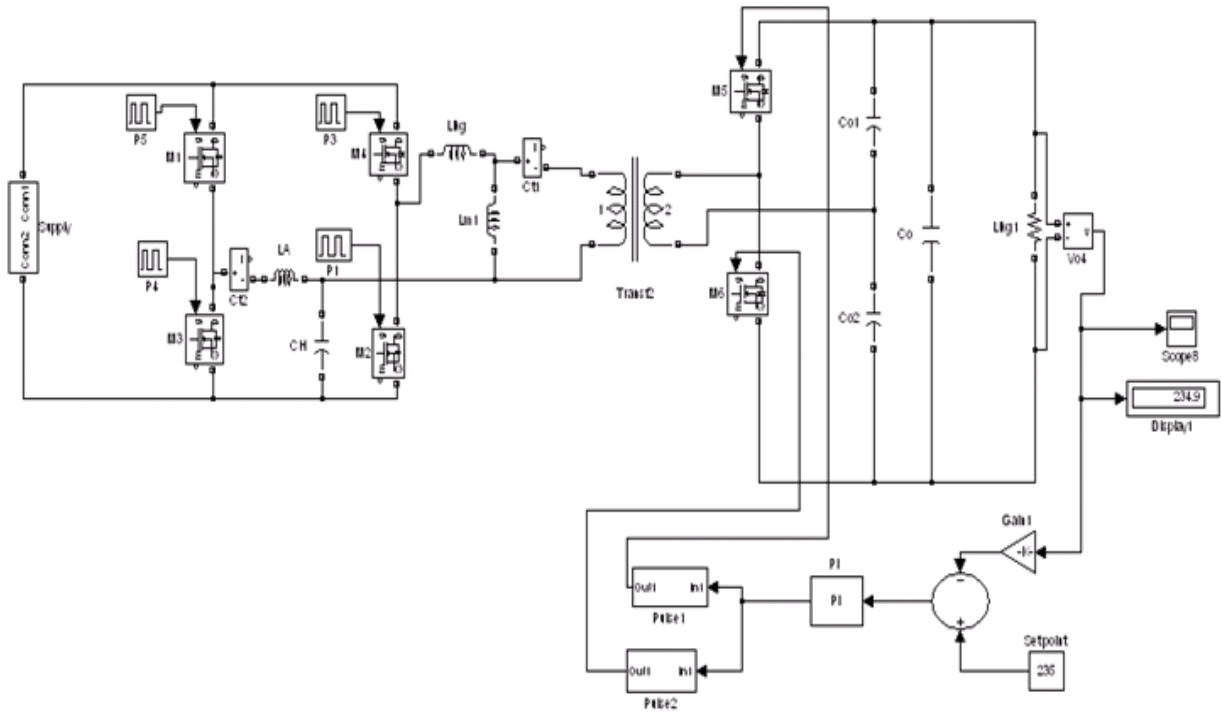 P5
M1
P3
M4
Conn1
Conn2
Supply
P4
M3
Ct2
LA
CH
P1
M2
Lm1
Ct1
1
2
Transf2
M5
M6
Co1
Co2
Co
Lkg1
V
Vo4
Scope8
234.9
Display1
Gain1
-K-
PI
PI
Out1
In1
Pulse1
Out1
In1
Pulse2
Setpoint
235